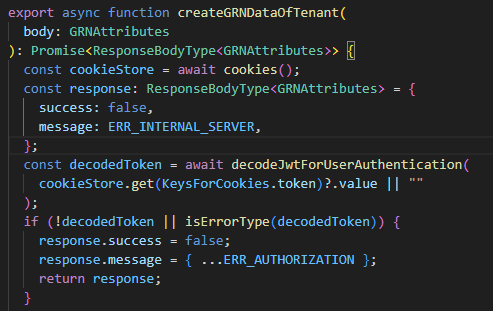 export async function createGRNDataOfTenant(
  body: GRNAttributes
): Promise<ResponseBodyType<GRNAttributes>> {
  const cookieStore = await cookies();
  const response: ResponseBodyType<GRNAttributes> = {
    success: false,
    message: ERR_INTERNAL_SERVER,
  };
  const decodedToken = await decodeJwtForUserAuthentication(
    cookieStore.get(KeysForCookies.token)?.value || ""
  );
  if (!decodedToken || isErrorType(decodedToken)) {
    response.success = false;
    response.message = { ...ERR_AUTHORIZATION };
    return response;
  }